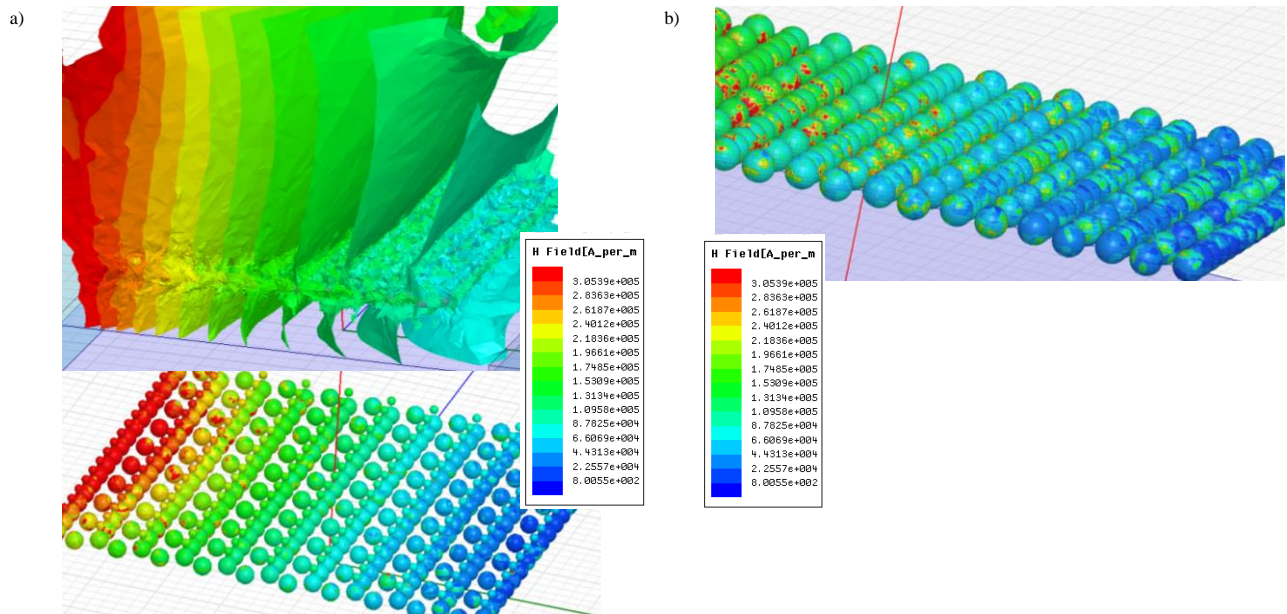 a)
b)
H Field[A_per_m
3.0539e+005
2.8363e+005
2.6187e+005
2.4012e+005
2.1836e+005
1.9661e+005
1.7485e+005
1.5309e+005
1.3134e+005
1.0958e+005
8.7825e+004
6.6069e+004
4.4313e+004
2.2557e+004
8.0055e+002
H Field[A_per_m
3.0539e+005
2.8363e+005
2.6187e+005
2.4012e+005
2.1836e+005
1.9661e+005
1.7485e+005
1.5309e+005
1.3134e+005
1.0958e+005
8.7825e+004
6.6069e+004
4.4313e+004
2.2557e+004
8.0055e+002